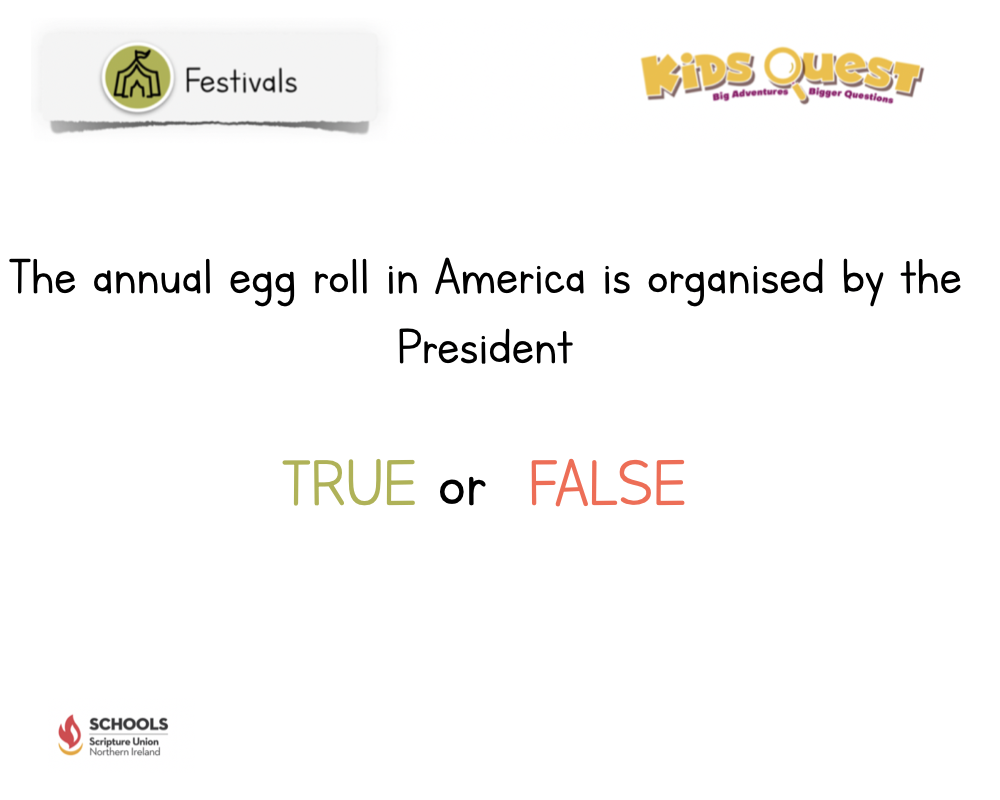 Festivals
KiDS QUEST
Big Adventures Bigger Questions
The annual egg roll in America is organised by the
President
TRUE or FALSE
SCHOOLS
Scripture Union
Northern Ireland